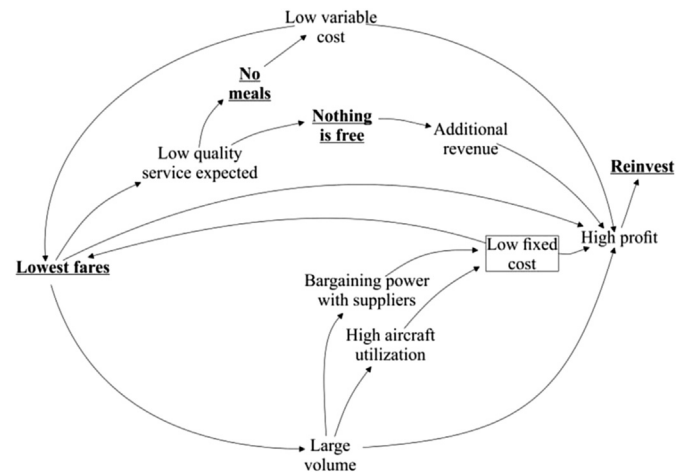 Low variable
cost
No
meals
Nothing
is free
Additional
revenue
Low quality
service expected
Reinvest
High profit
Low fixed
cost
Lowest fares
Bargaining power
with suppliers
High aircraft
utilization
Large
volume